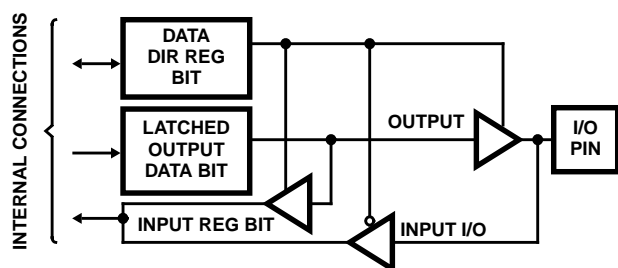 INTERNAL CONNECTIONS
DATA
DIR REG
BIT
LATCHED
OUTPUT
DATA BIT
OUTPUT
I/O
PIN
INPUT REG BIT
INPUT I/O